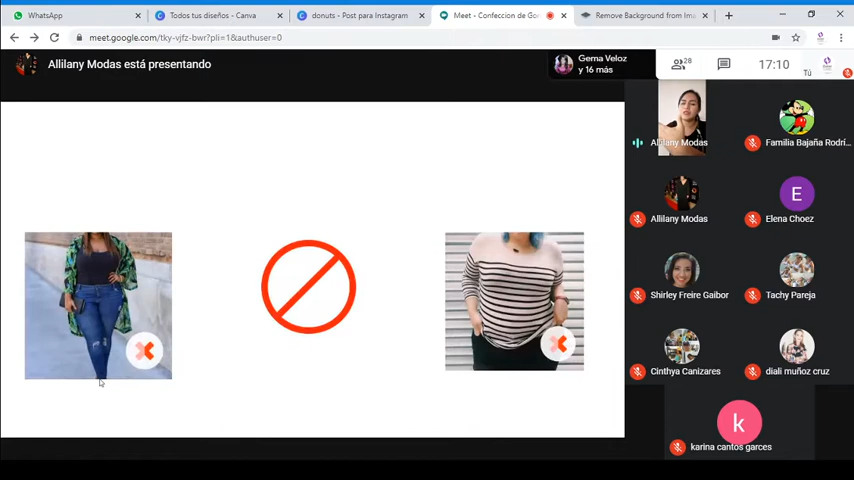 WhatsApp
Todos tus diseños - Canva
donuts - Post para Instagram
Meet - Confeccion de Go
Remove Background from Ima
meet.google.com/tky-vjfz-bwr?pli=1&authuser=0
Allilany Modas está presentando
Gema Veloz
y 16 más
28
17:10
Tú
Allilany Modas
Familia Bajaña Rodrí...
Allilany Modas
E
Elena Choez
Shirley Freire Gaibor
Tachy Pareja
Cinthya Canizares
diali muñoz cruz
k
karina cantos garces